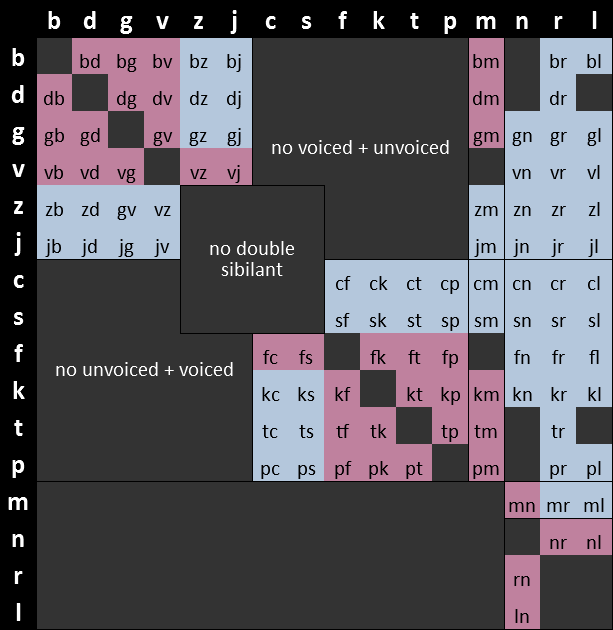 b d g v z j c s f k t p m n r l
b bd bg bv bz bj bm br bl
d db dg dv dz dj dm dr
g gb gd gv gz gj gm gn gr gl
no voiced + unvoiced
v vb vd vg vz vj vn vr vl
z zb zd gv vz zm zn zr zl
j jb jd jg jv jm jn jr jl
no double
sibilant
c cf ck ct cp cm cn cr cl
s sf sk st sp sm sn sr sl
f fc fs fk ft fp fn fr fl
no unvoiced + voiced
k kc ks kf kt kp km kn kr kl
t tc ts tf tk tp tm tr
p pc ps pf pk pt pm pr pl
m mn mr ml
n nr nl
r rn
l ln